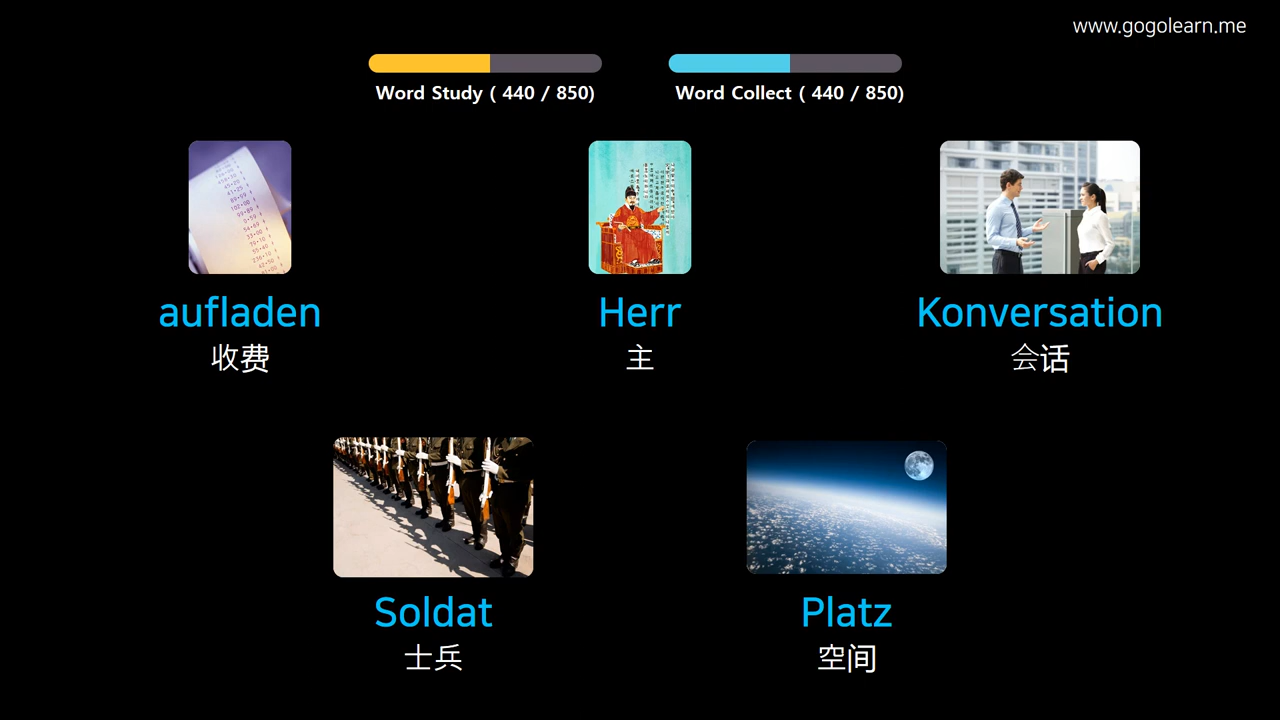 www.gogolearn.me
Word Study ( 440 / 850)
Word Collect ( 440 / 850)
aufladen
收费
Herr
主
Konversation
会话
Soldat
士兵
Platz
空间